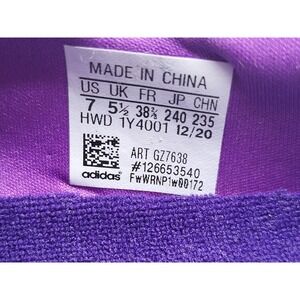 MADE IN CHINA
US UK FR JP CHN
7 5½ 38⅔ 240 235
HWD 1Y4001 12/20
ART GZ7638
#126653540
adidas FwWRNP1w00172